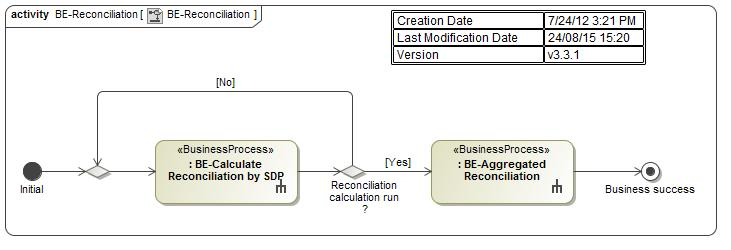 activity BE-Reconciliation [ BE-Reconciliation ]
Creation Date 7/24/12 3:21 PM
Last Modification Date 24/08/15 15:20
Version v3.3.1
[No]
«BusinessProcess»
: BE-Calculate
Reconciliation by SDP
[Yes]
«BusinessProcess»
: BE-Aggregated
Reconciliation
Initial
Reconciliation
calculation run
?
Business success